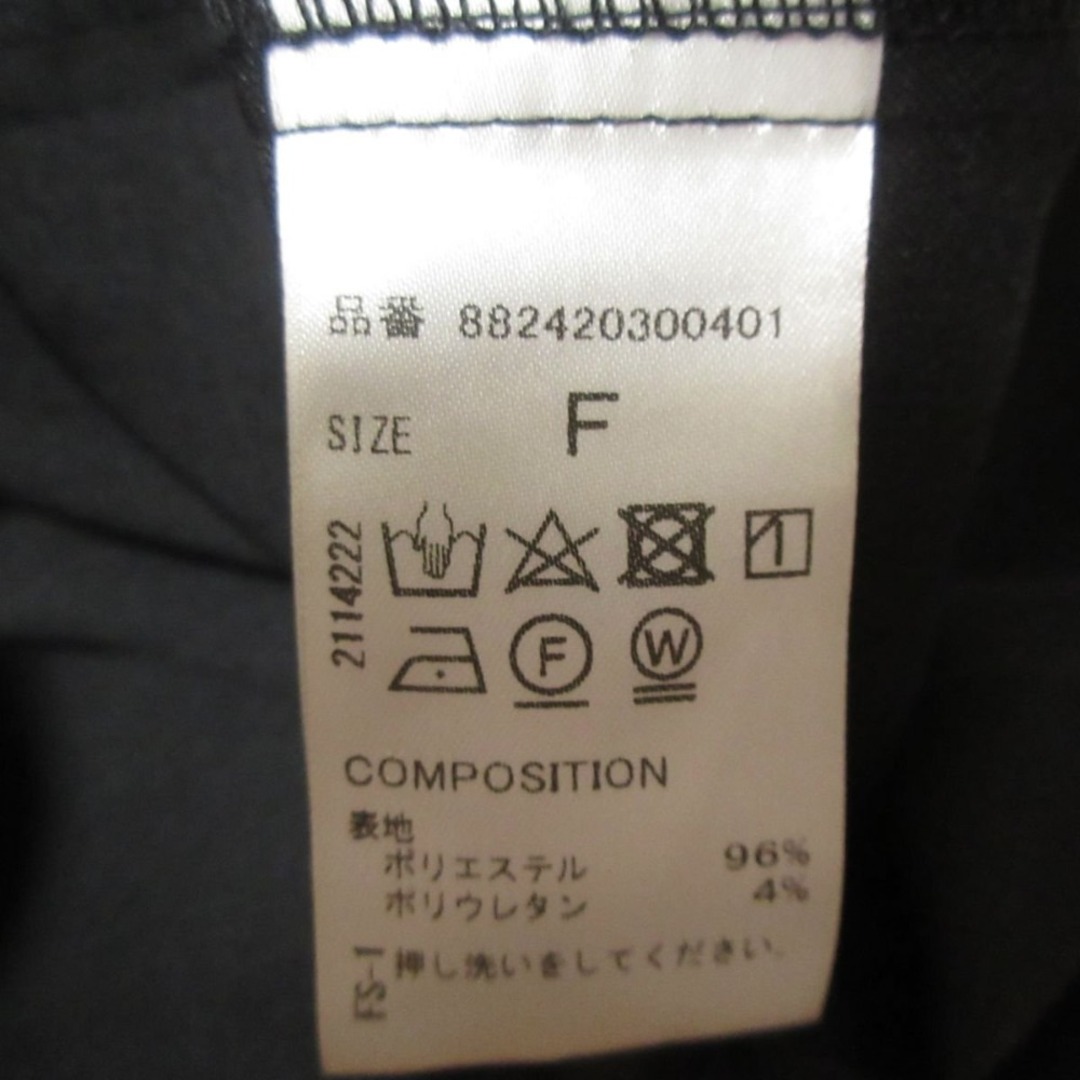 品番 882420300401
SIZE F
2114222
F W
COMPOSITION
表地
ポリエステル 96%
ポリウレタン 4%
FS-1
押し洗いをしてください.